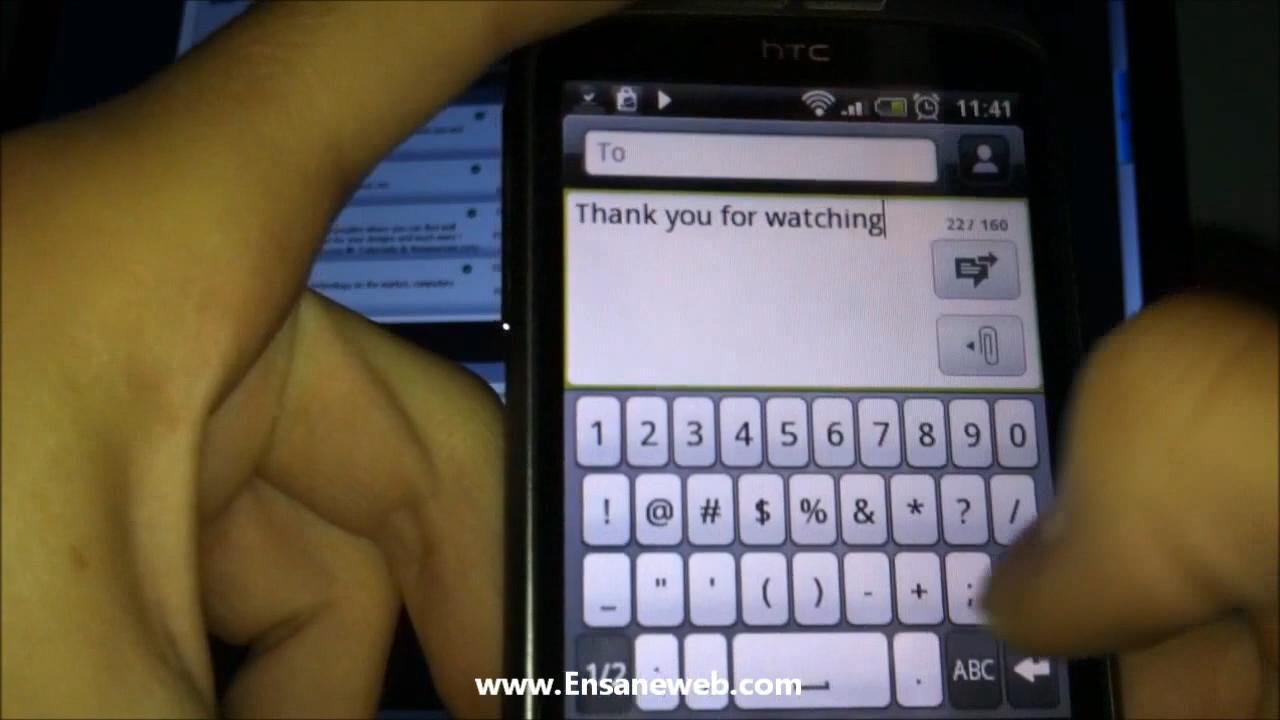 hTC
11:41
To
Thank you for watching
22/ 160
1 2 3 4 5 6 7 8 9 0
! @ # $ % & * ? /
_ " ' ( ) - + ;
1/2 . ABC
www.Ensaneweb.com